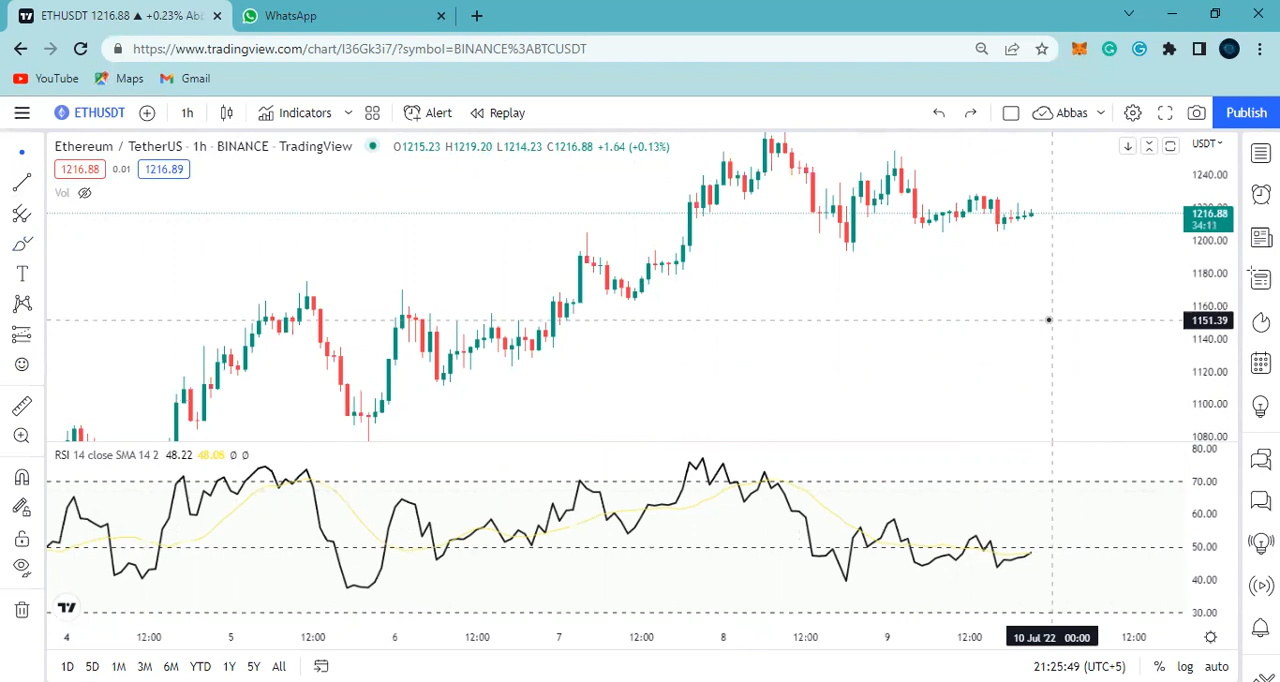 ETHUSDT 1216.88 ▲ +0.23% Ab
WhatsApp
https://www.tradingview.com/chart/I36Gk3i7/?symbol=BINANCE%3ABTCUSDT
YouTube Maps Gmail
ETHUSDT 1h Indicators Alert Replay Abbas Publish
Ethereum / TetherUS · 1h · BINANCE · TradingView O1215.23 H1219.20 L1214.23 C1216.88 +1.64 (+0.13%) USDT
1216.88 0.01 1216.89
Vol
1240.00
1216.88
34:11
1200.00
1180.00
1160.00
1151.39
1140.00
1120.00
1100.00
1080.00
RSI 14 close SMA 14 2 48.22 48.08 Ø Ø
80.00
70.00
60.00
50.00
40.00
30.00
4 12:00 5 12:00 6 12:00 7 12:00 8 12:00 9 12:00 10 Jul '22 00:00 12:00
1D 5D 1M 3M 6M YTD 1Y 5Y All 21:25:49 (UTC+5) % log auto